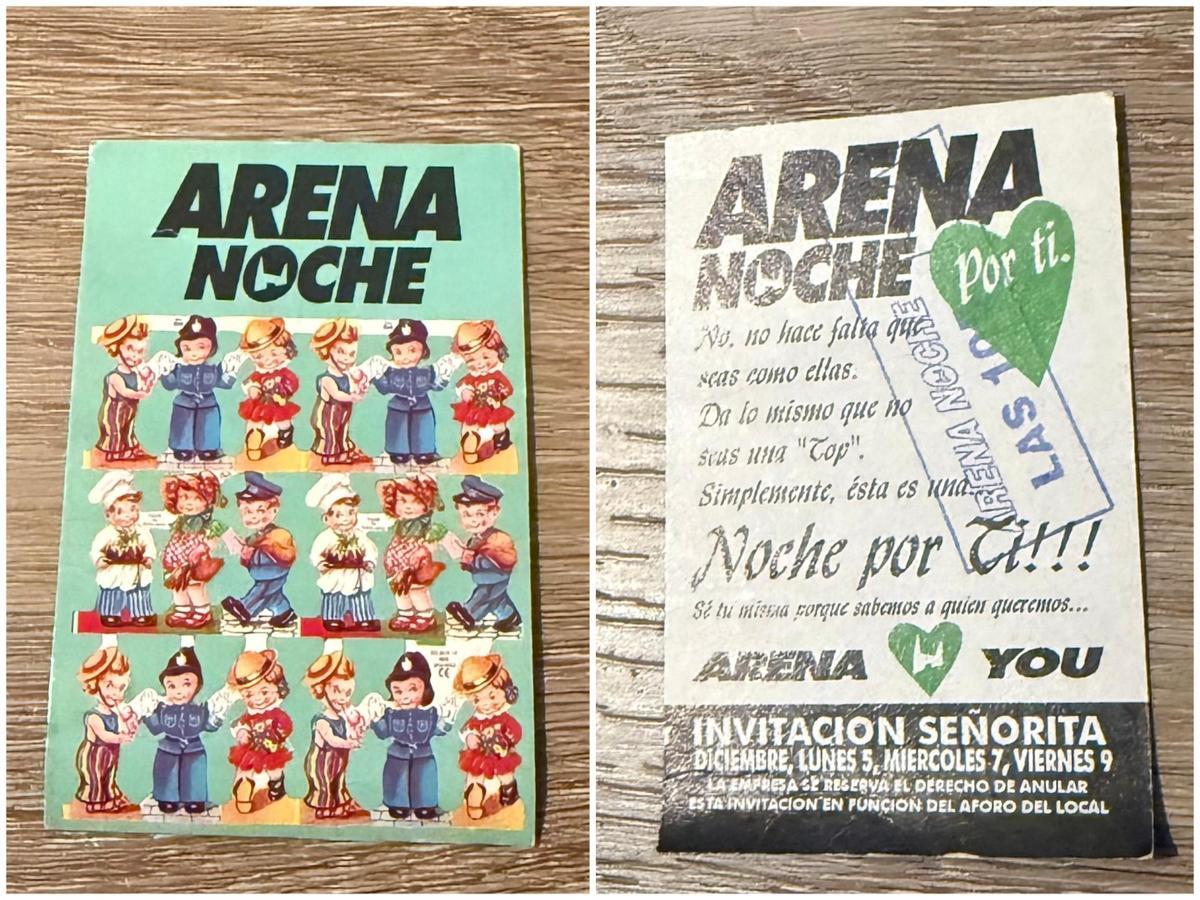 ARENA
NOCHE
CE
ARENA
NOCHE
Por ti.
No, no hace falta que
seas como ellas.
Da lo mismo que no
seas una "Top".
Simplemente, ésta es una
Noche por Ti!!!
Sé tu misma porque sabemos a quien queremos...
ARENA YOU
ARENA NOCHE
LAS
INVITACION SEÑORITA
DICIEMBRE, LUNES 5, MIERCOLES 7, VIERNES 9
LA EMPRESA SE RESERVA EL DERECHO DE ANULAR
ESTA INVITACION EN FUNCION DEL AFORO DEL LOCAL